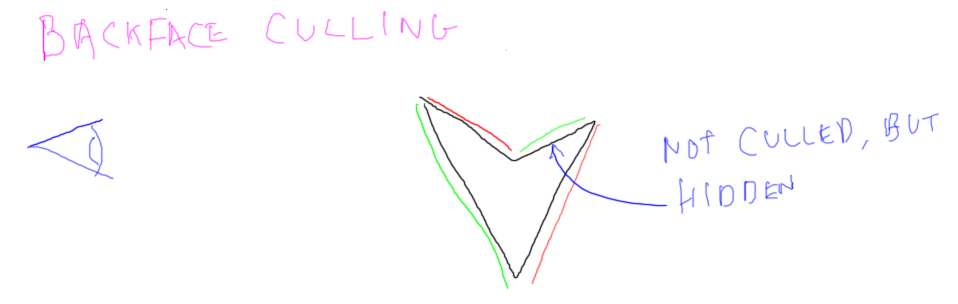 BACKFACE CULLING
NOT CULLED, BUT
HIDDEN